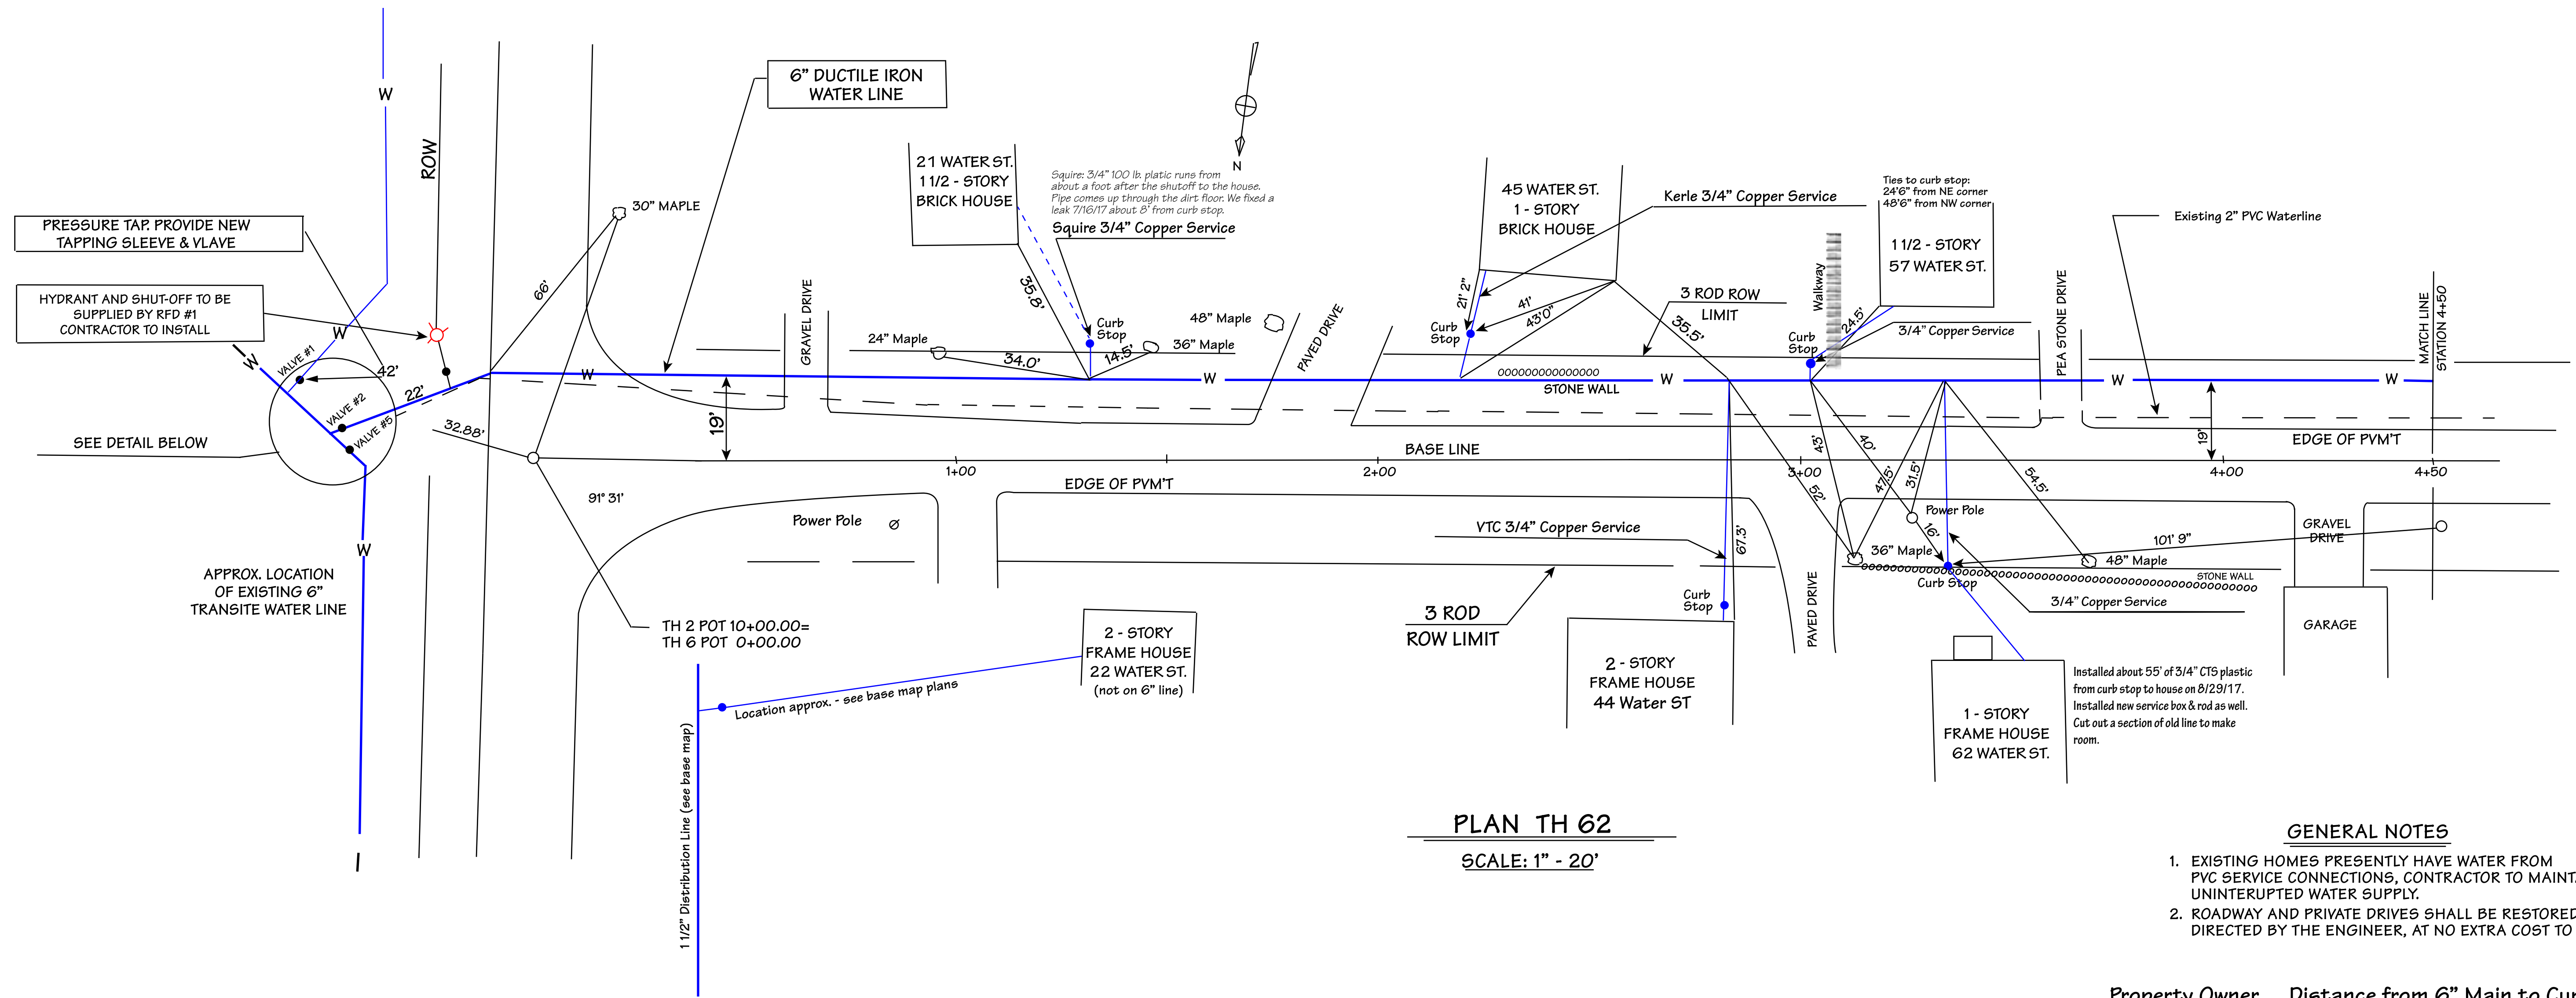 W
ROW
6” DUCTILE IRON
WATER LINE
N
30” MAPLE
66’
PRESSURE TAP. PROVIDE NEW
TAPPING SLEEVE & VLAVE
HYDRANT AND SHUT-OFF TO BE
SUPPLIED BY RFD #1
CONTRACTOR TO INSTALL
W
W
VALVE #1
42’
22’
VALVE #2
VALVE #5
SEE DETAIL BELOW
32.88’
W
APPROX. LOCATION
OF EXISTING 6”
TRANSITE WATER LINE
91° 31’
TH 2 POT 10+00.00=
TH 6 POT 0+00.00
W
19’
GRAVEL DRIVE
21 WATER ST.
1 1/2 - STORY
BRICK HOUSE
Squire: 3/4” 100 lb. platic runs from
about a foot after the shutoff to the house.
Pipe comes up through the dirt floor. We fixed a
leak 7/16/17 about 8’ from curb stop.
Squire 3/4” Copper Service
35.8’
24” Maple
34.0’
14.5’
Curb
Stop
36” Maple
48” Maple
W
PAVED DRIVE
45 WATER ST.
1 - STORY
BRICK HOUSE
Kerle 3/4” Copper Service
21’ 2”
41’
43’0”
Curb
Stop
35.5’
3 ROD ROW
LIMIT
STONE WALL
W
Ties to curb stop:
24’6” from NE corner
48’6” from NW corner
1 1/2 - STORY
57 WATER ST.
Walkway
24.5’
Curb
Stop
3/4” Copper Service
PEA STONE DRIVE
Existing 2” PVC Waterline
MATCH LINE
STATION 4+50
W
W
19’
EDGE OF PVM’T
BASE LINE
1+00
2+00
3+00
4+00
4+50
EDGE OF PVM’T
Power Pole
VTC 3/4” Copper Service
67.3’
43’
40’
52’
47.5’
31.5’
54.5’
Power Pole
16’
36” Maple
48” Maple
101’ 9”
Curb Stop
STONE WALL
3/4” Copper Service
GRAVEL
DRIVE
GARAGE
PAVED DRIVE
3 ROD
ROW LIMIT
Curb
Stop
2 - STORY
FRAME HOUSE
22 WATER ST.
(not on 6” line)
Location approx. - see base map plans
1 1/2” Distribution Line (see base map)
2 - STORY
FRAME HOUSE
44 Water ST
1 - STORY
FRAME HOUSE
62 WATER ST.
Installed about 55’ of 3/4” CTS plastic
from curb stop to house on 8/29/17.
Installed new service box & rod as well.
Cut out a section of old line to make
room.
PLAN TH 62
SCALE: 1” - 20’
GENERAL NOTES
1. EXISTING HOMES PRESENTLY HAVE WATER FROM
PVC SERVICE CONNECTIONS, CONTRACTOR TO MAINT
UNINTERUPTED WATER SUPPLY.
2. ROADWAY AND PRIVATE DRIVES SHALL BE RESTORED
DIRECTED BY THE ENGINEER, AT NO EXTRA COST TO
Property Owner Distance from 6” Main to Cu